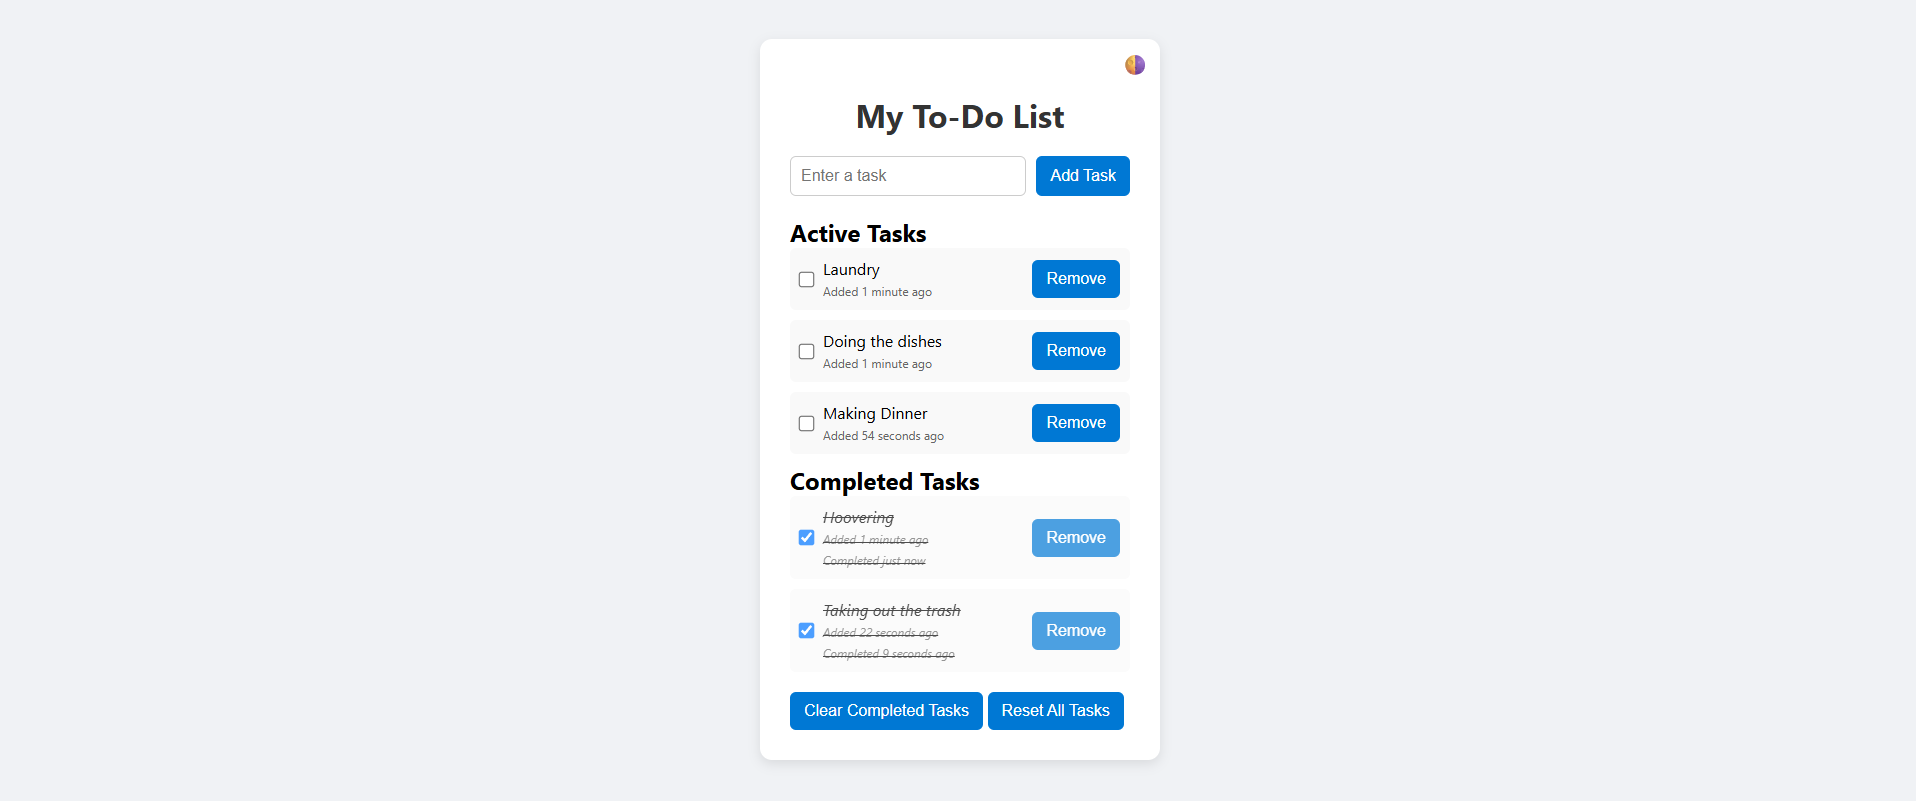 My To-Do List
Enter a task
Add Task
Active Tasks
Laundry
Added 1 minute ago
Remove
Doing the dishes
Added 1 minute ago
Remove
Making Dinner
Added 54 seconds ago
Remove
Completed Tasks
Hoovering
Added 1 minute ago
Completed just now
Remove
Taking out the trash
Added 22 seconds ago
Completed 9 seconds ago
Remove
Clear Completed Tasks
Reset All Tasks